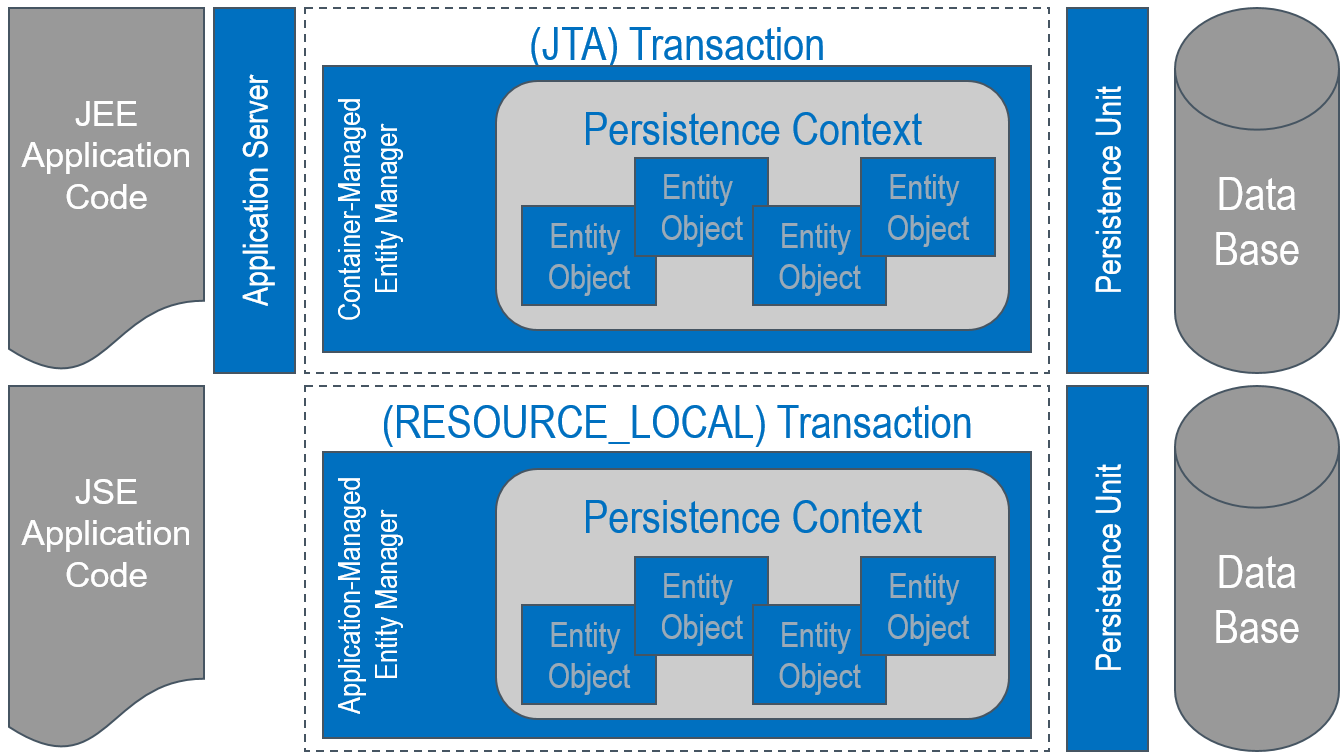 JEE
Application
Code
Application Server
(JTA) Transaction
Container-Managed
Entity Manager
Persistence Context
Entity
Object
Entity
Object
Entity
Object
Entity
Object
Persistence Unit
Data
Base
JSE
Application
Code
(RESOURCE_LOCAL) Transaction
Application-Managed
Entity Manager
Persistence Context
Entity
Object
Entity
Object
Entity
Object
Entity
Object
Persistence Unit
Data
Base